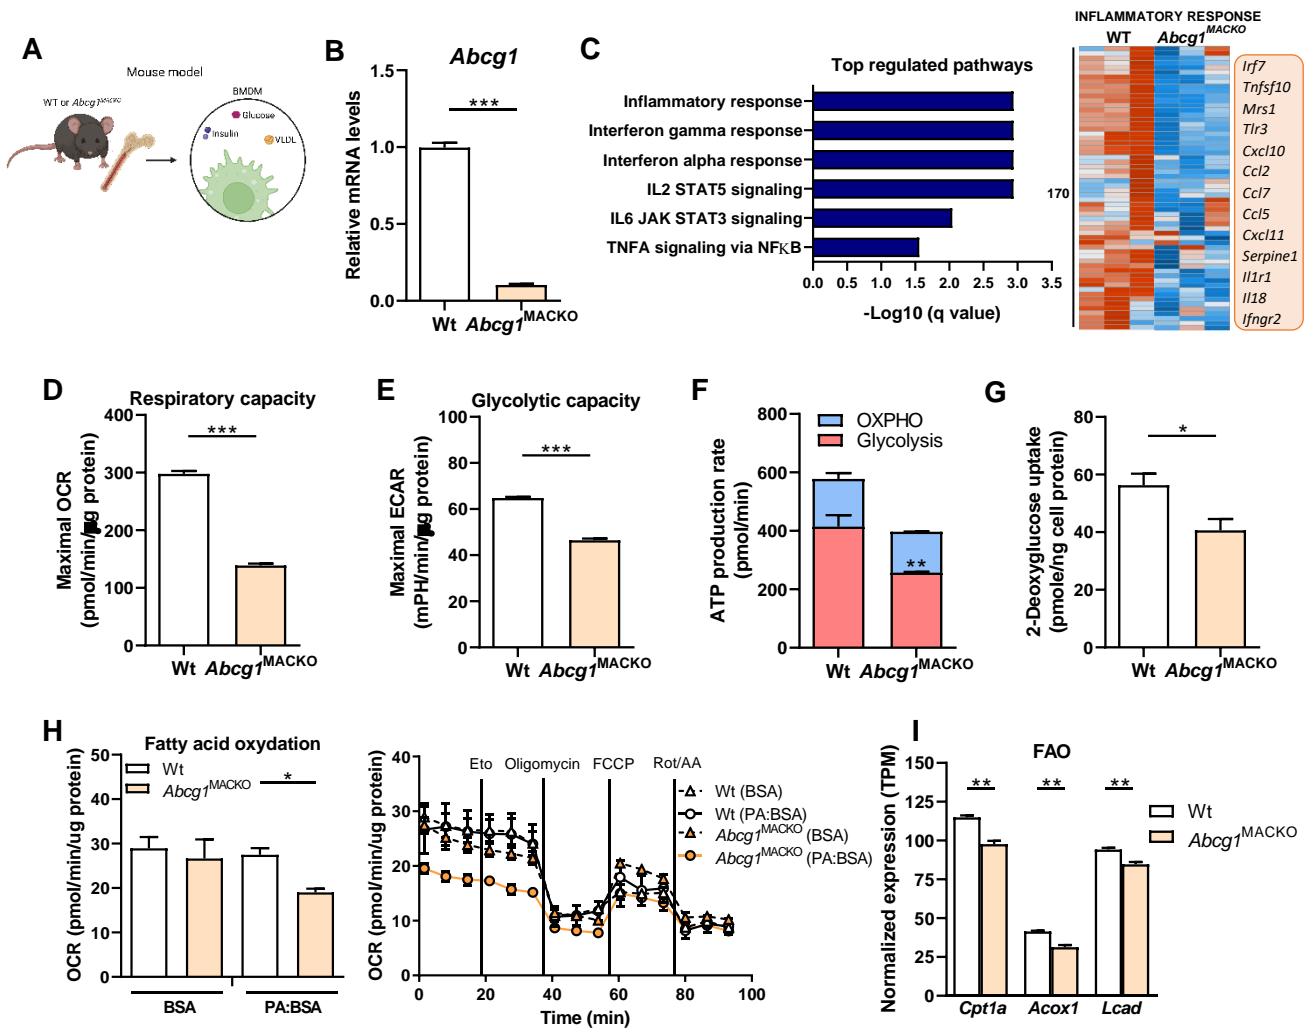 A
Mouse model
WT or Abcg1MACKO
BMDM
Glucose
Insulin
VLDL
B
Abcg1
Relative mRNA levels
1.5
1.0
0.5
0.0
***
Wt Abcg1MACKO
C
Top regulated pathways
Inflammatory response
Interferon gamma response
Interferon alpha response
IL2 STAT5 signaling
IL6 JAK STAT3 signaling
TNFA signaling via NFKB
0.0 0.5 1.0 1.5 2.0 2.5 3.0 3.5
-Log10 (q value)
INFLAMMATORY RESPONSE
WT Abcg1MACKO
170
Irf7
Tnfsf10
Mrs1
Tlr3
Cxcl10
Ccl2
Ccl7
Ccl5
Cxcl11
Serpine1
Il1r1
Il18
Ifngr2
D
Respiratory capacity
Maximal OCR
(pmol/min/µg protein)
400
300
200
100
0
***
Wt Abcg1MACKO
E
Glycolytic capacity
Maximal ECAR
(mPH/min/µg protein)
100
80
60
40
20
0
***
Wt Abcg1MACKO
F
ATP production rate
(pmol/min)
800
600
400
200
0
OXPHO
Glycolysis
**
Wt Abcg1MACKO
G
2-Deoxyglucose uptake
(pmole/ng cell protein)
80
60
40
20
0
*
Wt Abcg1MACKO
H
Fatty acid oxydation
OCR (pmol/min/ug protein)
50
40
30
20
10
0
Wt
Abcg1MACKO
*
BSA PA:BSA
OCR (pmol/min/ug protein)
40
30
20
10
0
Eto Oligomycin FCCP Rot/AA
Wt (BSA)
Wt (PA:BSA)
Abcg1MACKO (BSA)
Abcg1MACKO (PA:BSA)
0 20 40 60 80 100
Time (min)
I
FAO
Normalized expression (TPM)
150
125
100
75
50
25
0
** ** **
Wt
Abcg1MACKO
Cpt1a Acox1 Lcad